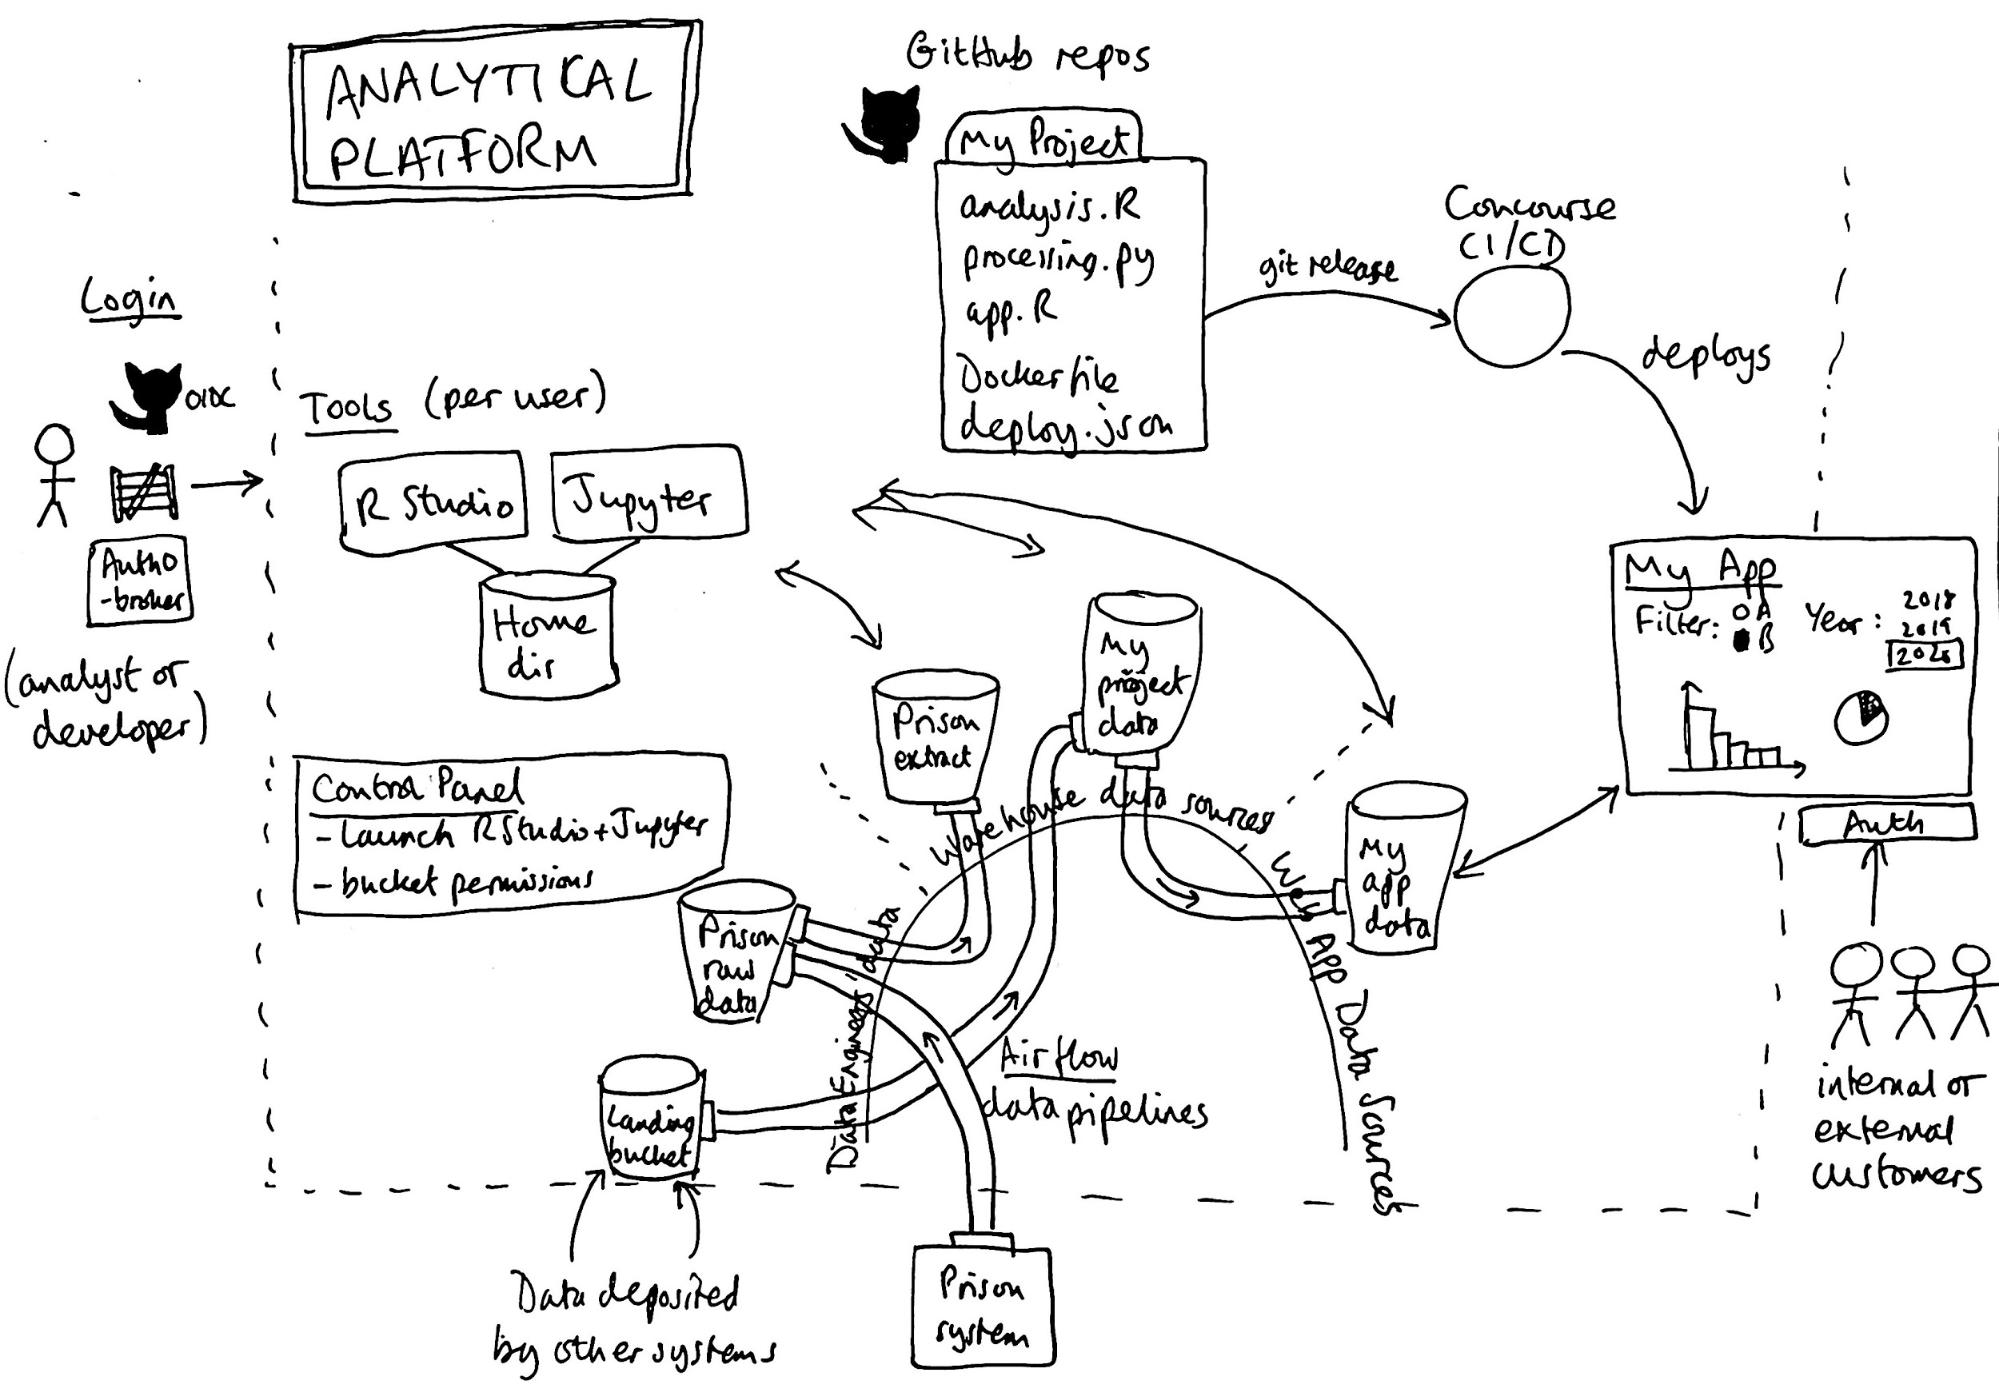 ANALYTICAL
PLATFORM
GitHub repos
My Project
analysis.R
processing.py
app.R
Dockerfile
deploy.json
git release
Concourse
CI/CD
deploys
Login
OIDC
Auth0
-broker
(analyst or
developer)
Tools (per user)
R Studio
Jupyter
Home
dir
Control Panel
- Launch RStudio+Jupyter
- bucket permissions
Prison
extract
My
project
data
Warehouse data sources
Prison
raw
data
Data Engineers' data
Landing
bucket
Airflow
data pipelines
Web App Data Sources
My
app
data
My App
Filter: O A
B
Year: 2018
2019
2020
Auth
internal or
external
customers
Data deposited
by other systems
Prison
system